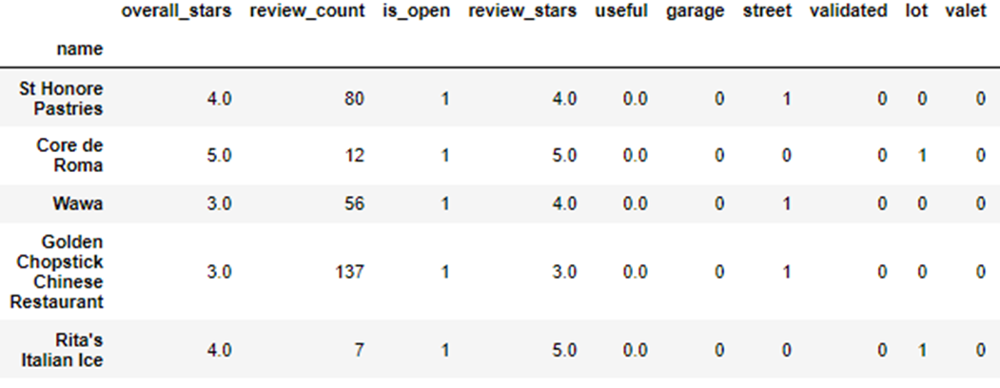 overall_stars review_count is_open review_stars useful garage street validated lot valet
name
St Honore
Pastries 4.0 80 1 4.0 0.0 0 1 0 0 0
Core de
Roma 5.0 12 1 5.0 0.0 0 0 0 1 0
Wawa 3.0 56 1 4.0 0.0 0 1 0 0 0
Golden
Chopstick
Chinese
Restaurant 3.0 137 1 3.0 0.0 0 1 0 0 0
Rita's
Italian Ice 4.0 7 1 5.0 0.0 0 0 0 1 0